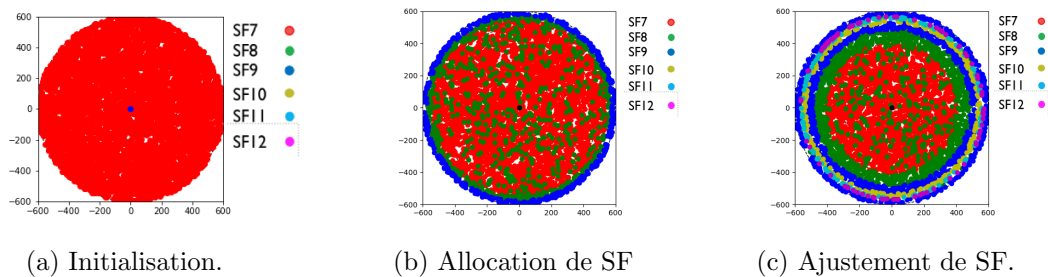 600
400
200
0
−200
−400
−600
−600 −400 −200 0 200 400 600
SF7
SF8
SF9
SF10
SF11
SF12
(a) Initialisation.
600
400
200
0
−200
−400
−600
−600 −400 −200 0 200 400 600
SF7
SF8
SF9
SF10
SF11
SF12
(b) Allocation de SF
600
400
200
0
−200
−400
−600
−600 −400 −200 0 200 400 600
SF7
SF8
SF9
SF10
SF11
SF12
(c) Ajustement de SF.